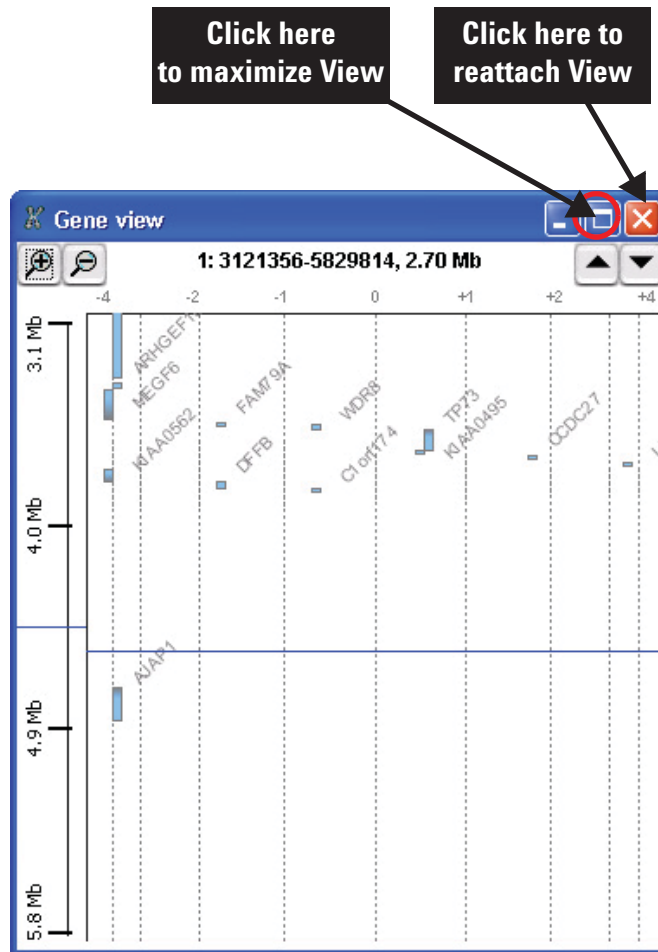 Click here
to maximize View
Click here to
reattach View
Gene view
1: 3121356-5829814, 2.70 Mb
-4 -2 -1 0 +1 +2 +4
3.1 Mb
MEGF6
FAM79A
WDR8
TP73
KIAA0495
CCDC27
KIAA0562
DFFB
C1orf174
4.0 Mb
AJAP1
4.9 Mb
5.8 Mb